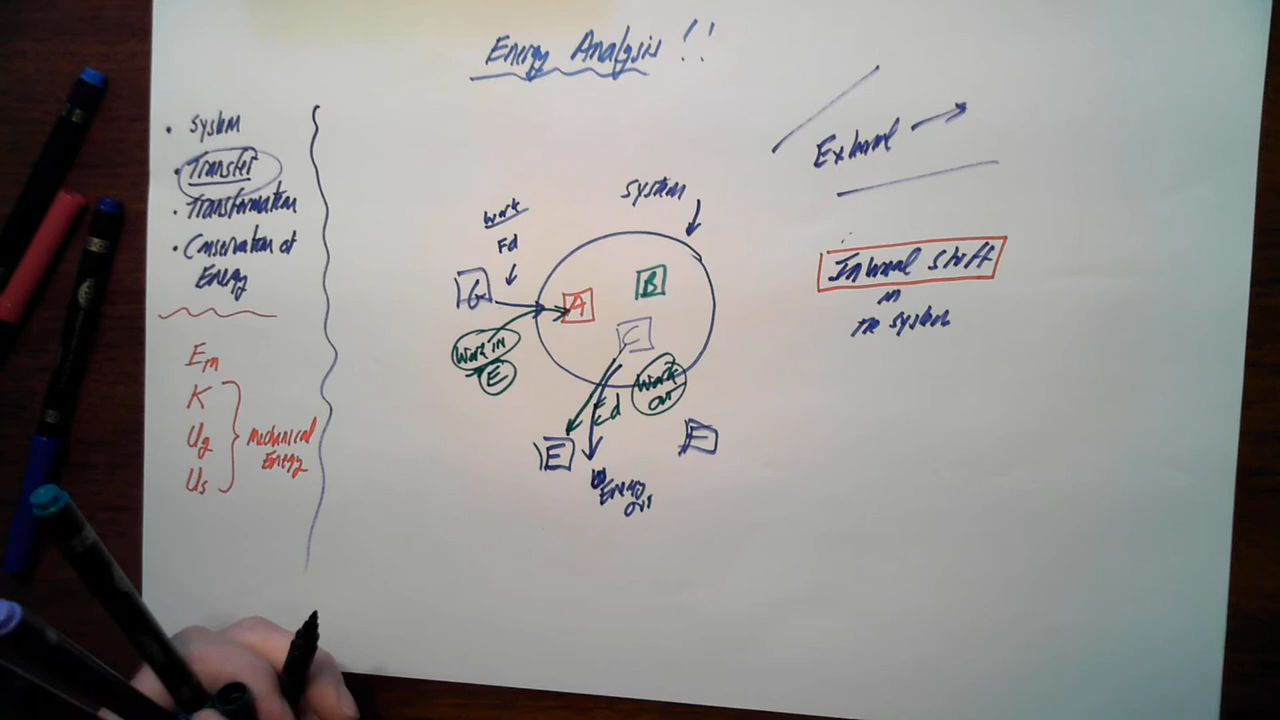 Energy Analysis!!
• System
• Transfer
• Transformation
• Conservation of
Energy
Em
K
Ug
Us
Mechanical
Energy
System
Work
Fd
G
A
B
C
Work IN
E
Work
out
Fd
E
F
Energy
out
External →
Internal stuff
in
the system